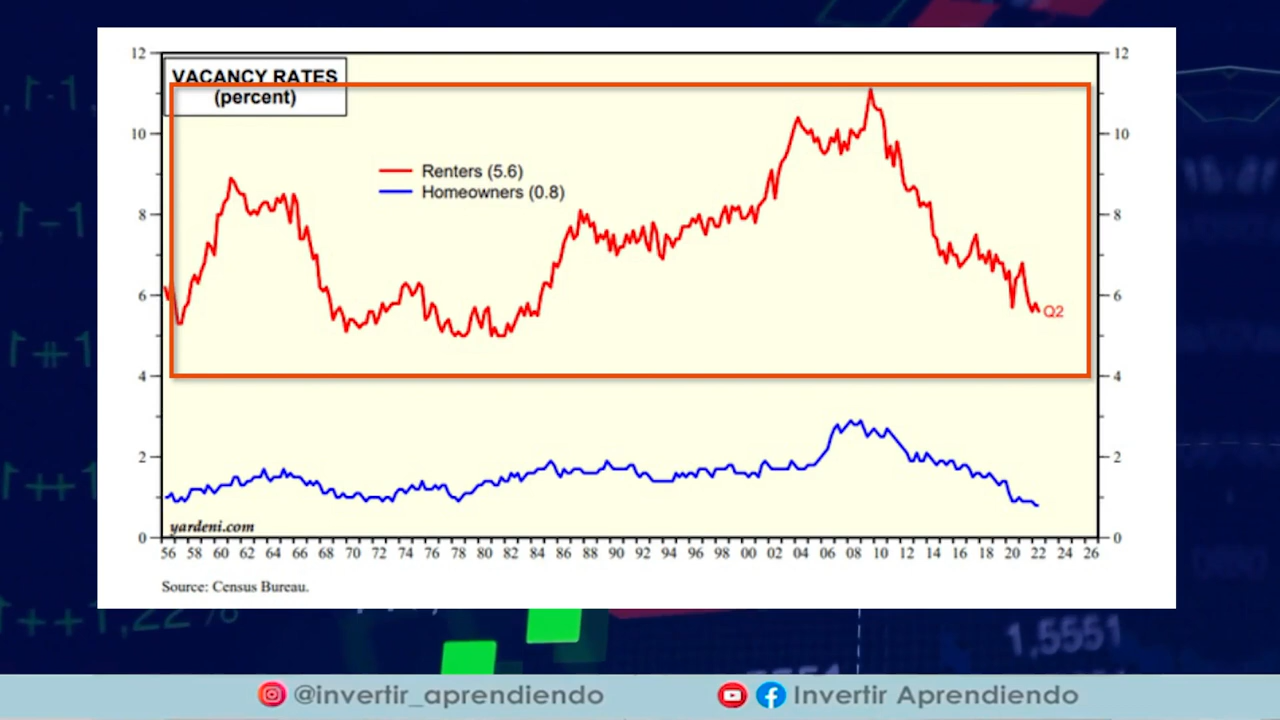 VACANCY RATES
(percent)
Renters (5.6)
Homeowners (0.8)
12
10
8
6
4
2
0
12
10
8
6
4
2
0
Q2
yardeni.com
56 58 60 62 64 66 68 70 72 74 76 78 80 82 84 86 88 90 92 94 96 98 00 02 04 06 08 10 12 14 16 18 20 22 24 26
Source: Census Bureau.
1,5551
@invertir_aprendiendo
Invertir Aprendiendo